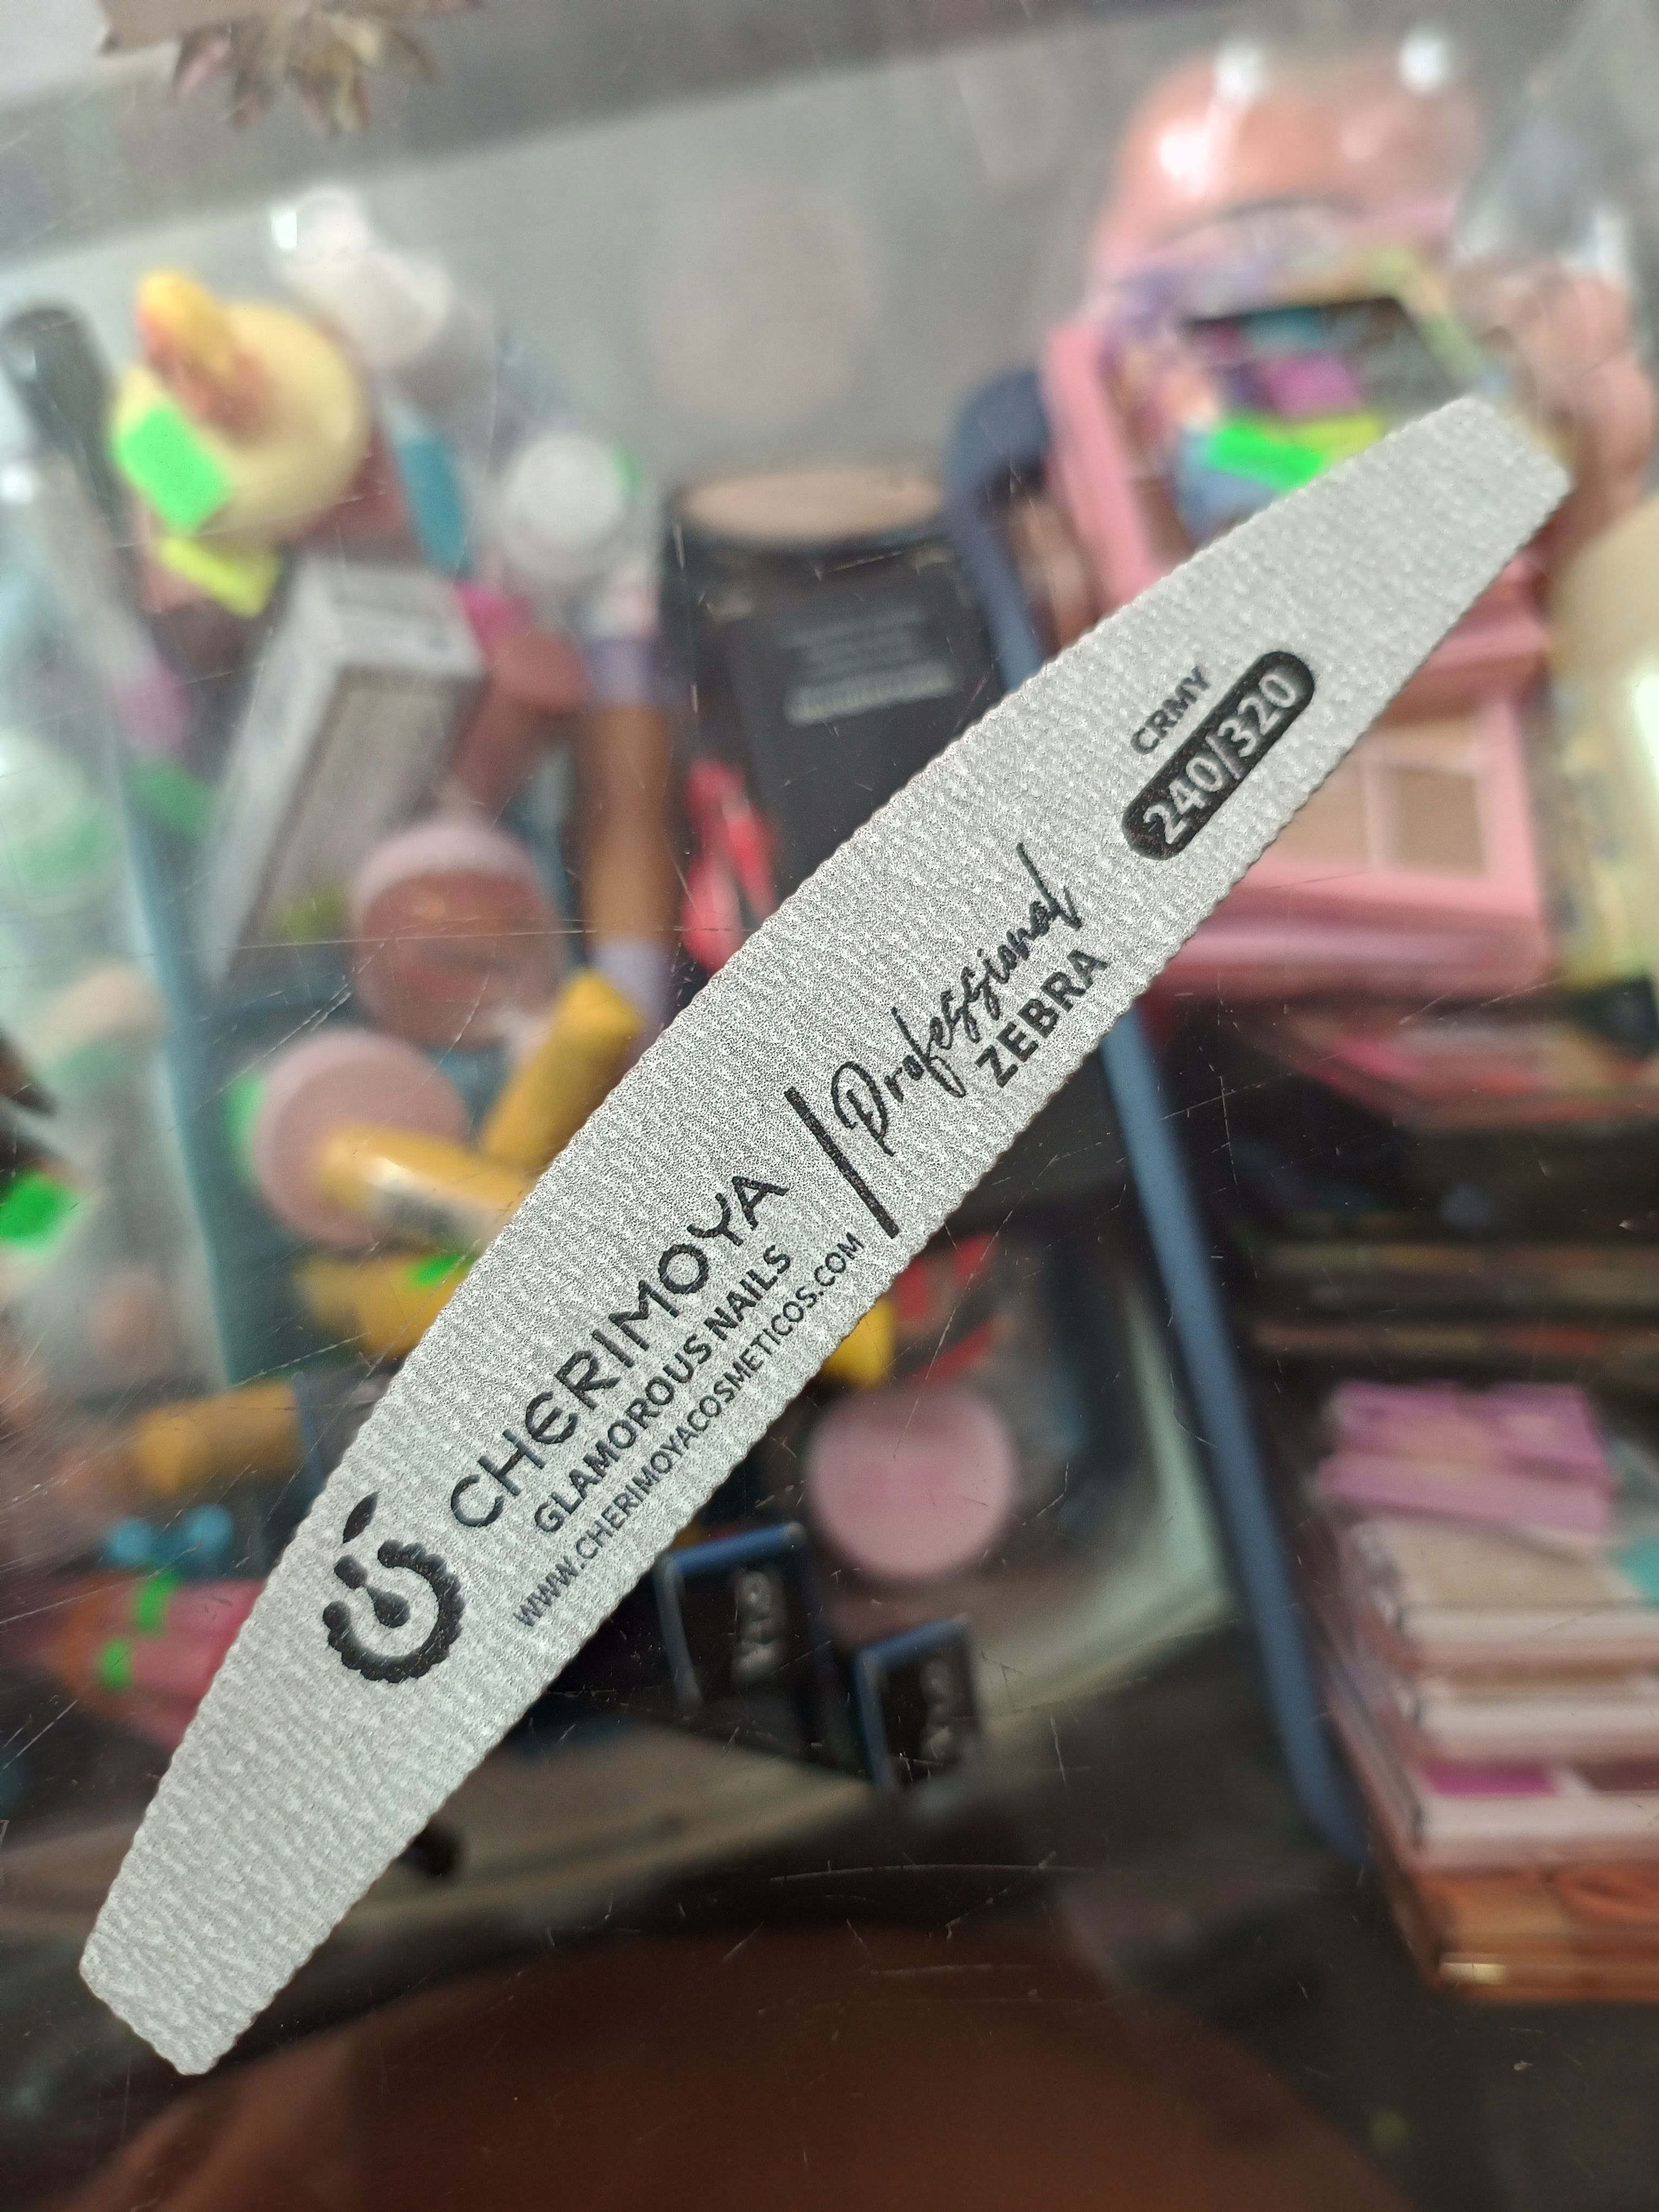 CHERIMOYA
GLAMOROUS NAILS
WWW.CHERIMOYACOSMETICOS.COM
Professional
ZEBRA
CRMY
240/320